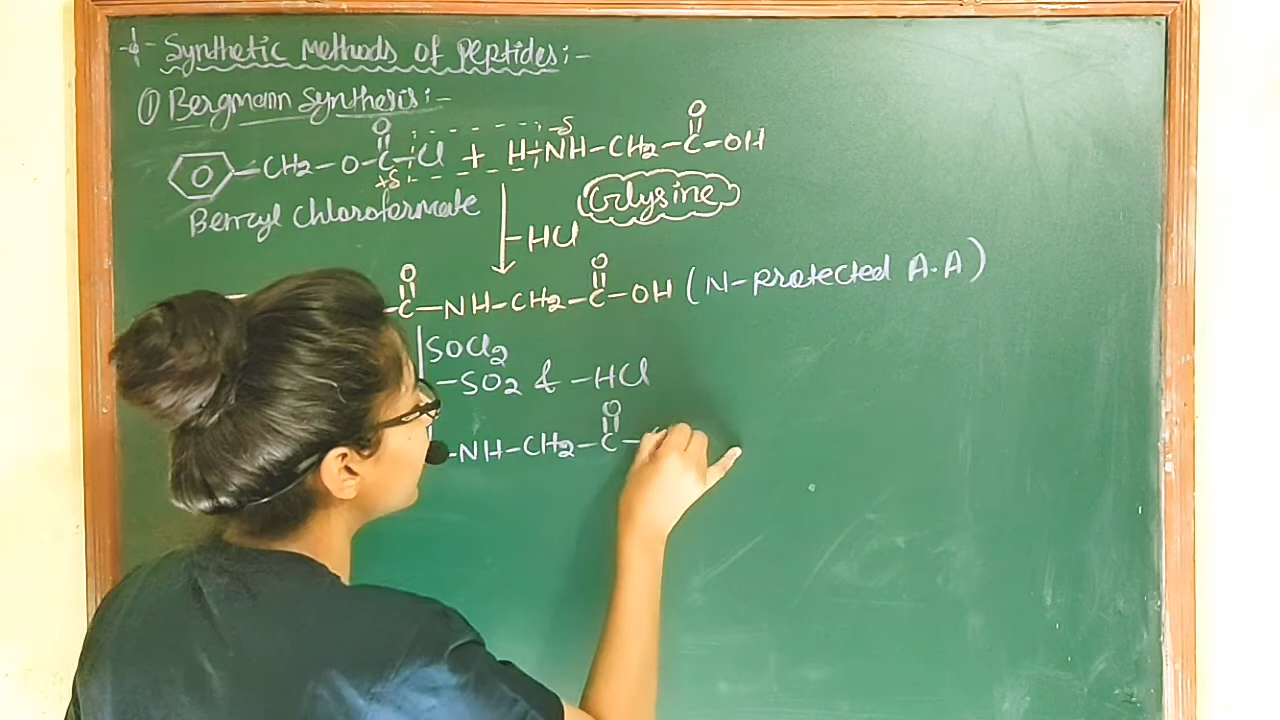 Synthetic Methods of Peptides:-
① Bergmann Synthesis:-
O O
CH2-O-C-Cl + H-NH-CH2-C-OH
+δ -δ
Benzyl Chloroformate Glysine
-HCl
O O
-C-NH-CH2-C-OH (N-protected A.A)
SOCl2
-SO2 & -HCl
O
-NH-CH2-C-